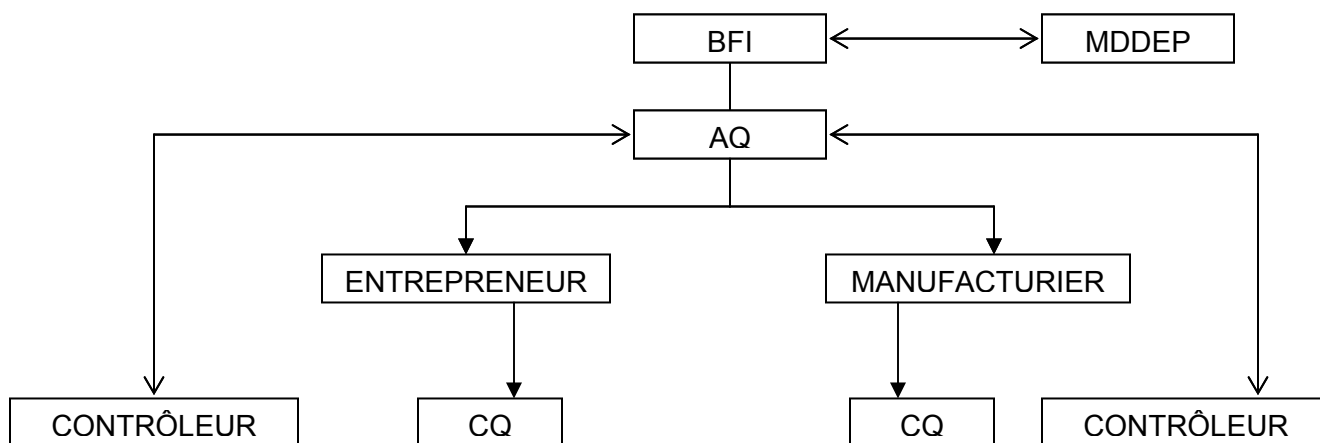 BFI
MDDEP
AQ
ENTREPRENEUR
MANUFACTURIER
CONTRÔLEUR
CQ
CQ
CONTRÔLEUR